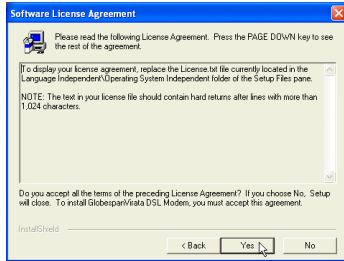 Software License Agreement
Please read the following License Agreement. Press the PAGE DOWN key to see
the rest of the agreement.
To display your license agreement, replace the License.txt file currently located in the
Language Independent\Operating System Independent folder of the Setup Files pane.
NOTE: The text in your license file should contain hard returns after lines with more than
1,024 characters.
Do you accept all the terms of the preceding License Agreement? If you choose No, Setup
will close. To install GlobespanVirata DSL Modem, you must accept this agreement.
InstallShield
< Back Yes No